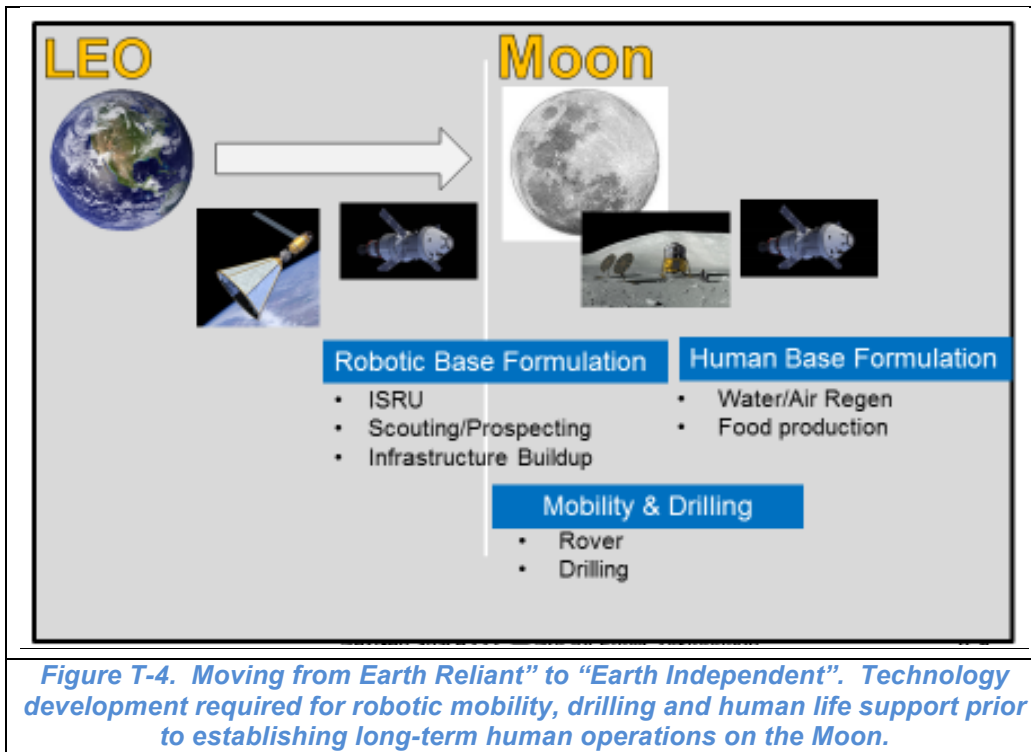 LEO
Moon
Robotic Base Formulation
• ISRU
• Scouting/Prospecting
• Infrastructure Buildup
Human Base Formulation
• Water/Air Regen
• Food production
Mobility & Drilling
• Rover
• Drilling
Figure T-4. Moving from Earth Reliant” to “Earth Independent”. Technology
development required for robotic mobility, drilling and human life support prior
to establishing long-term human operations on the Moon.